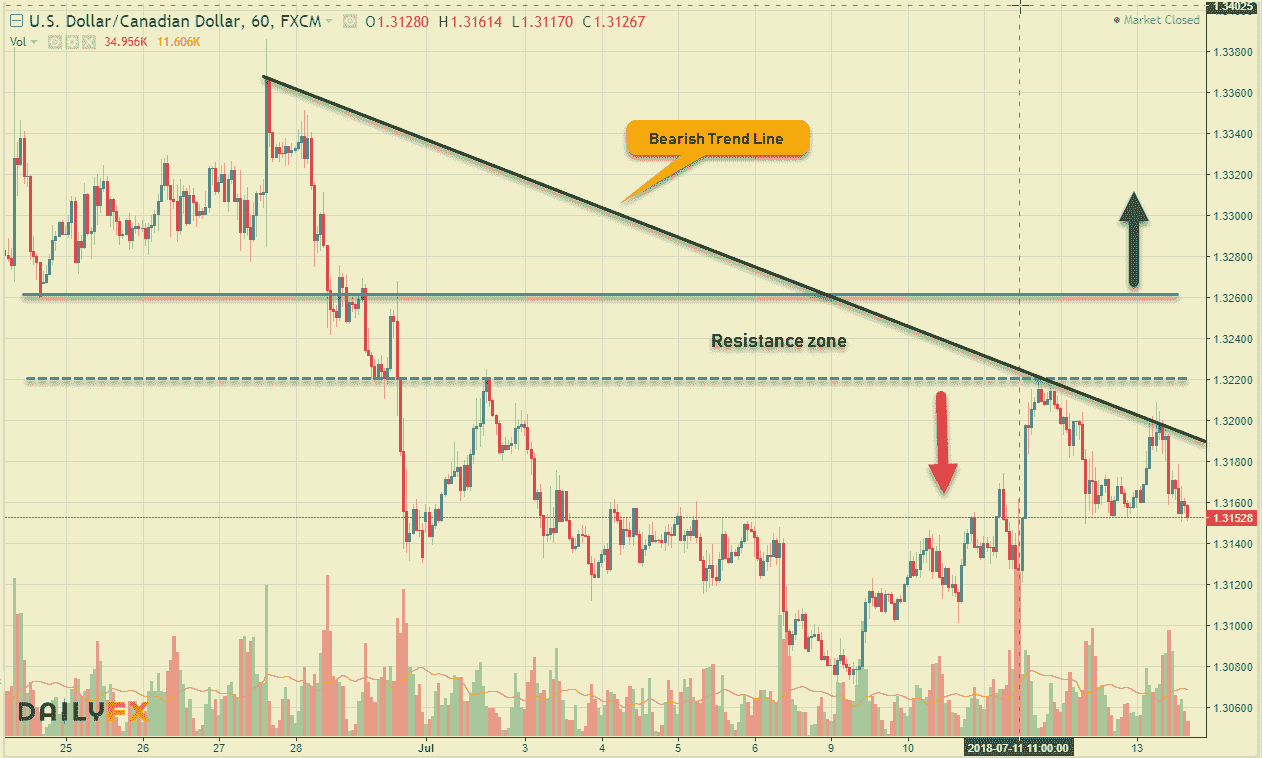 U.S. Dollar/Canadian Dollar, 60, FXCM O1.31280 H1.31614 L1.31170 C1.31267
Market Closed
Vol 34.956K 11.606K
1.34025
1.33800
1.33600
1.33400
1.33200
1.33000
1.32800
1.32600
1.32400
1.32200
1.32000
1.31800
1.31600
1.31528
1.31400
1.31200
1.31000
1.30800
1.30600
Bearish Trend Line
Resistance zone
DAILYFX
25 26 27 28 Jul 3 4 5 6 9 10 2018-07-11 11:00:00 13